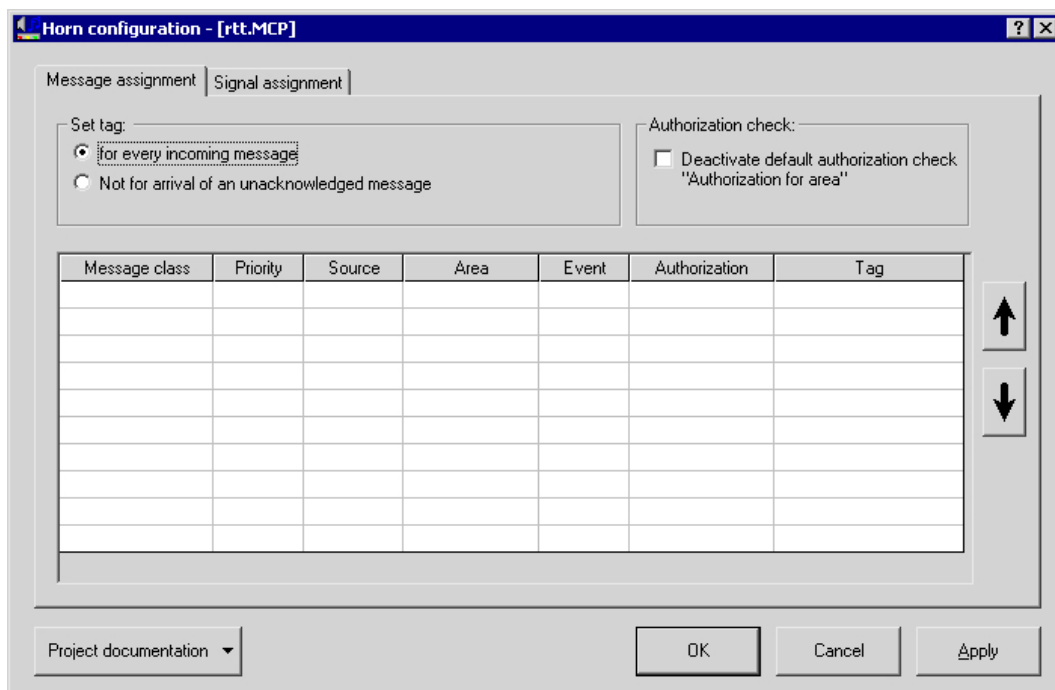 Horn configuration - [rtt.MCP]
Message assignment
Signal assignment
Set tag:
for every incoming message
Not for arrival of an unacknowledged message
Authorization check:
Deactivate default authorization check
"Authorization for area"
Message class Priority Source Area Event Authorization Tag
Project documentation
OK
Cancel
Apply